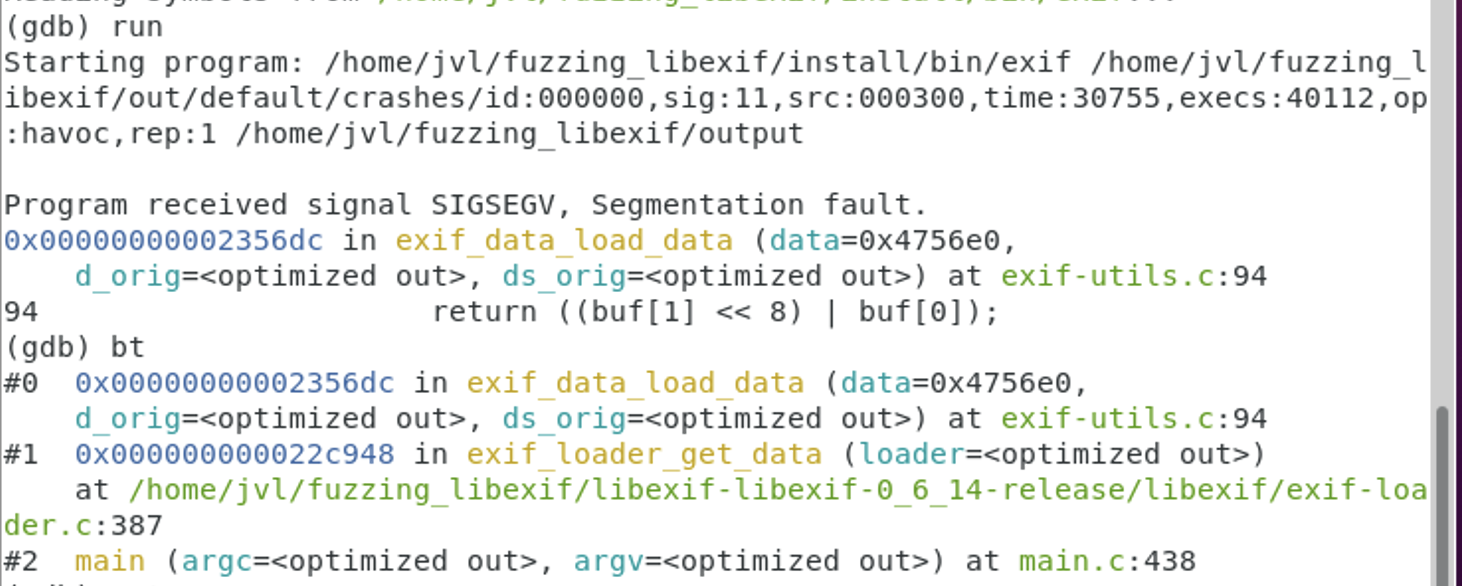 (gdb) run
Starting program: /home/jvl/fuzzing_libexif/install/bin/exif /home/jvl/fuzzing_l
ibexif/out/default/crashes/id:000000,sig:11,src:000300,time:30755,execs:40112,op
:havoc,rep:1 /home/jvl/fuzzing_libexif/output
Program received signal SIGSEGV, Segmentation fault.
0x00000000002356dc in exif_data_load_data (data=0x4756e0,
    d_orig=<optimized out>, ds_orig=<optimized out>) at exif-utils.c:94
94                      return ((buf[1] << 8) | buf[0]);
(gdb) bt
#0  0x00000000002356dc in exif_data_load_data (data=0x4756e0,
    d_orig=<optimized out>, ds_orig=<optimized out>) at exif-utils.c:94
#1  0x000000000022c948 in exif_loader_get_data (loader=<optimized out>)
    at /home/jvl/fuzzing_libexif/libexif-libexif-0_6_14-release/libexif/exif-loa
der.c:387
#2  main (argc=<optimized out>, argv=<optimized out>) at main.c:438